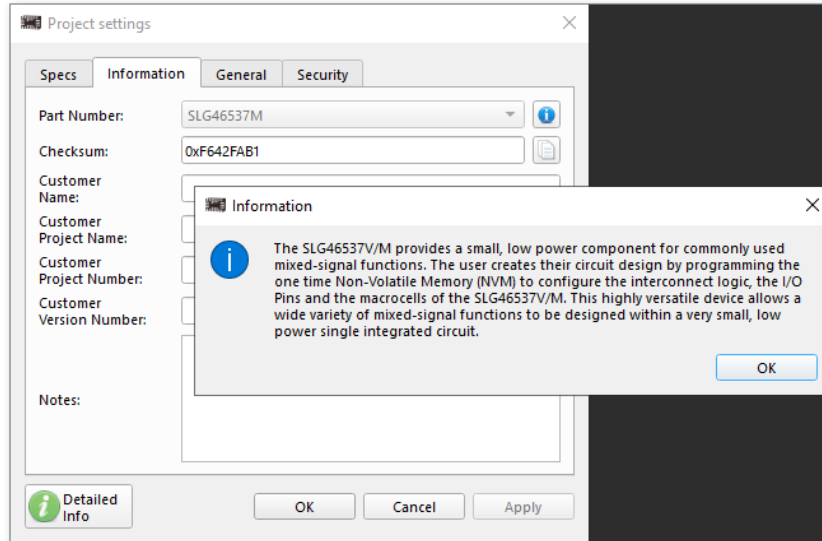 Project settings
Specs
Information
General
Security
Part Number:
SLG46537M
Checksum:
0xF642FAB1
Customer
Name:
Customer
Project Name:
Customer
Project Number:
Customer
Version Number:
Notes:
Information
The SLG46537V/M provides a small, low power component for commonly used
mixed-signal functions. The user creates their circuit design by programming the
one time Non-Volatile Memory (NVM) to configure the interconnect logic, the I/O
Pins and the macrocells of the SLG46537V/M. This highly versatile device allows a
wide variety of mixed-signal functions to be designed within a very small, low
power single integrated circuit.
OK
Detailed
Info
OK
Cancel
Apply